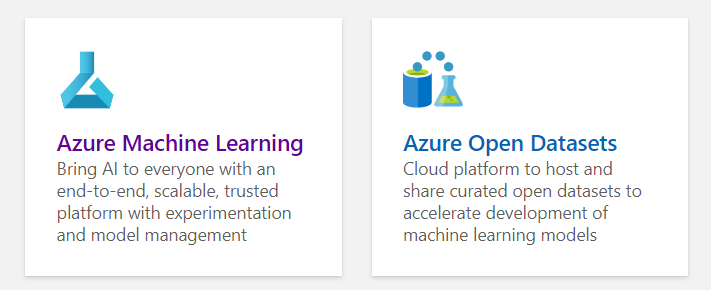 Azure Machine Learning
Bring AI to everyone with an
end-to-end, scalable, trusted
platform with experimentation
and model management
Azure Open Datasets
Cloud platform to host and
share curated open datasets to
accelerate development of
machine learning models